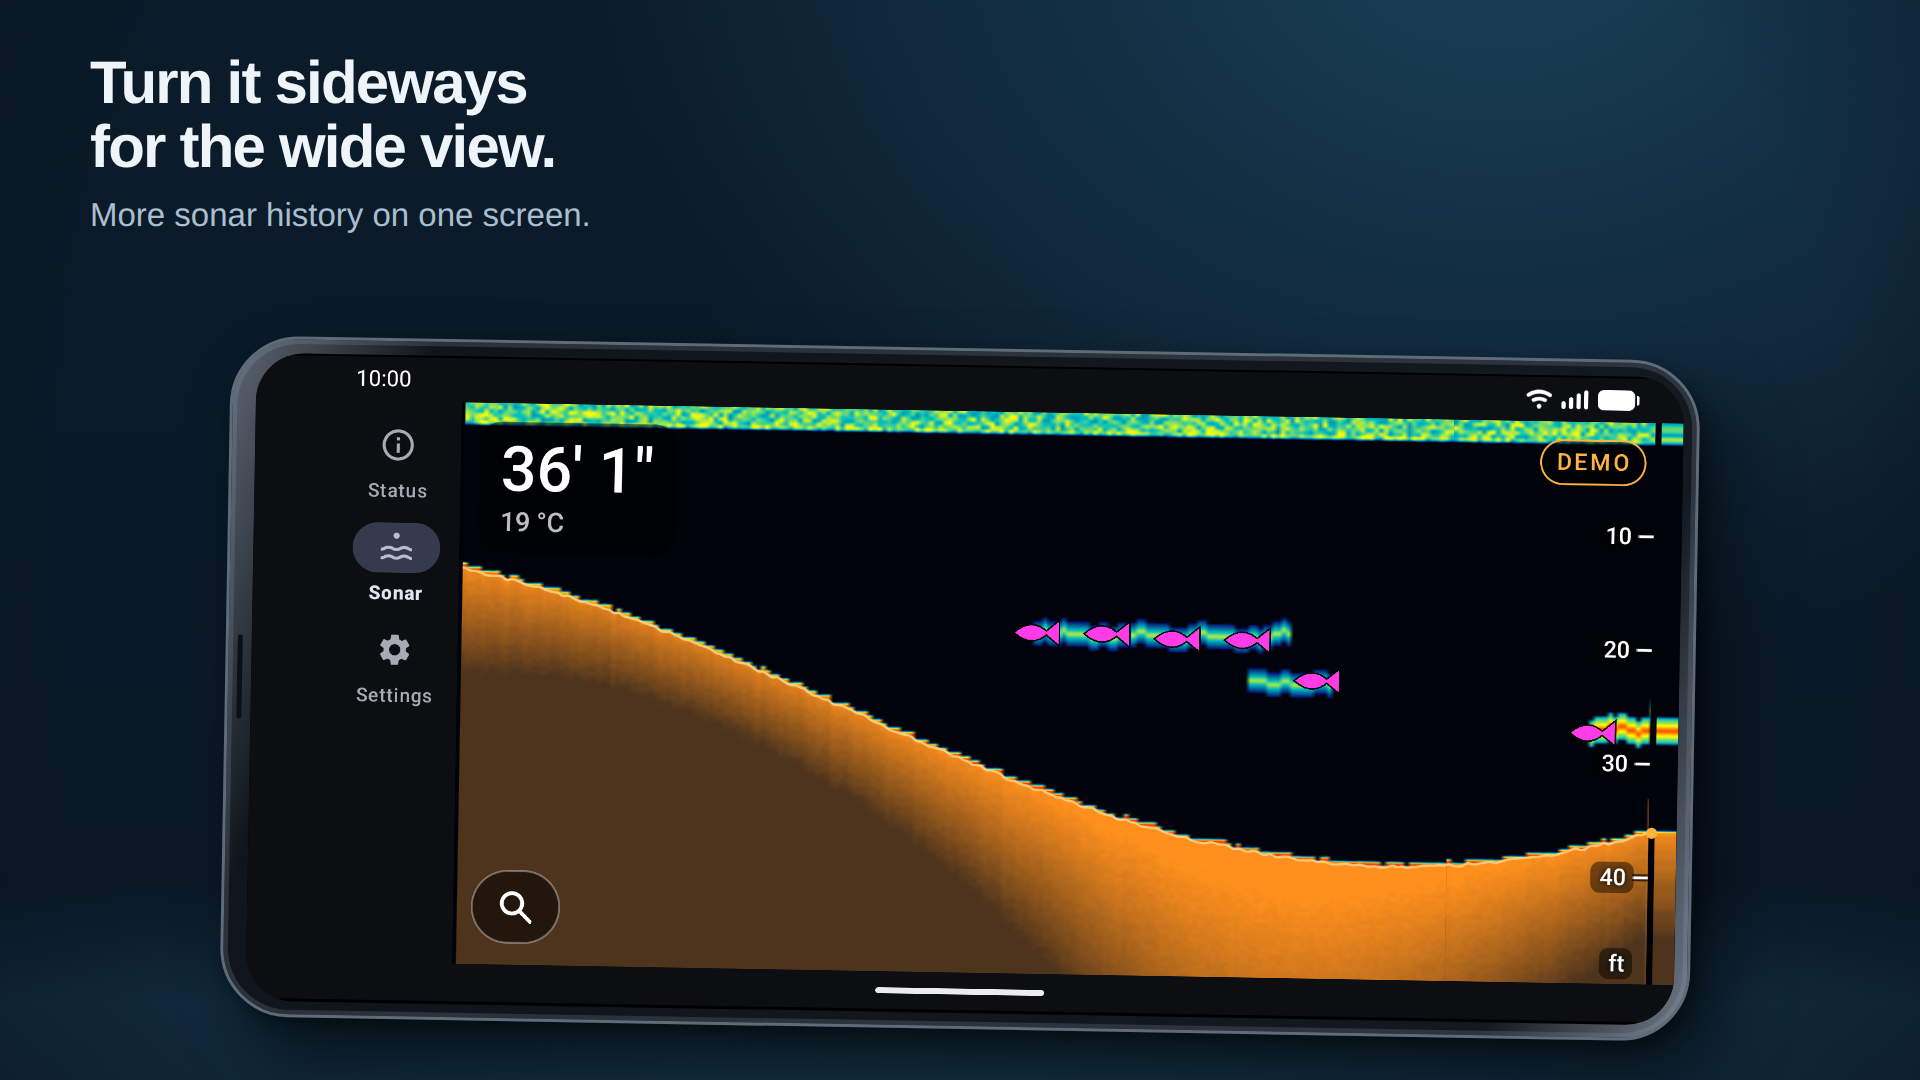 Turn it sideways
for the wide view.
More sonar history on one screen.
10:00
Status
Sonar
Settings
36' 1"
19 °C
DEMO
10
20
30
40
ft